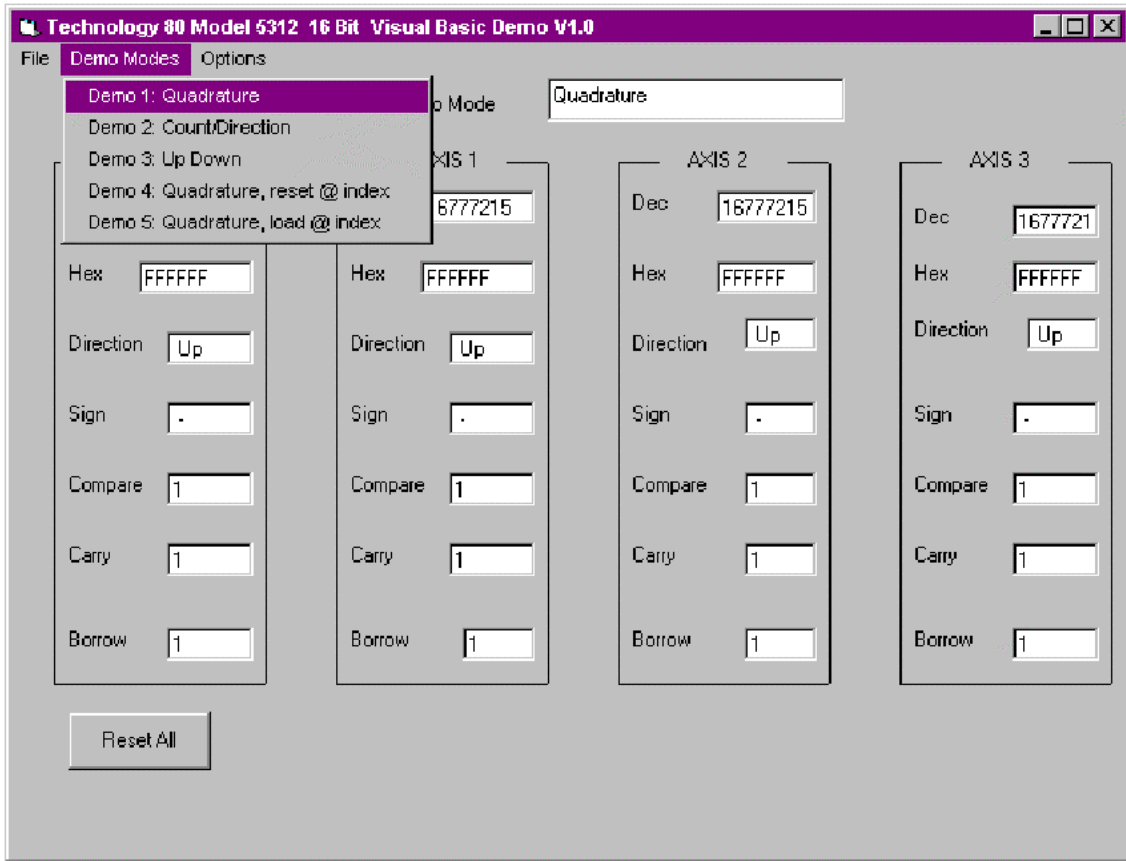 Technology 80 Model 5312 16 Bit Visual Basic Demo V1.0
File Demo Modes Options
Demo 1: Quadrature
Demo 2: Count/Direction
Demo 3: Up Down
Demo 4: Quadrature, reset @ index
Demo 5: Quadrature, load @ index
Mode Quadrature
1
6777215
Hex FFFFFF
Direction Up
Sign -
Compare 1
Carry 1
Borrow 1
Hex FFFFFF
Direction Up
Sign -
Compare 1
Carry 1
Borrow 1
AXIS 2
Dec 16777215
Hex FFFFFF
Direction Up
Sign -
Compare 1
Carry 1
Borrow 1
AXIS 3
Dec 1677721
Hex FFFFFF
Direction Up
Sign -
Compare 1
Carry 1
Borrow 1
Reset All